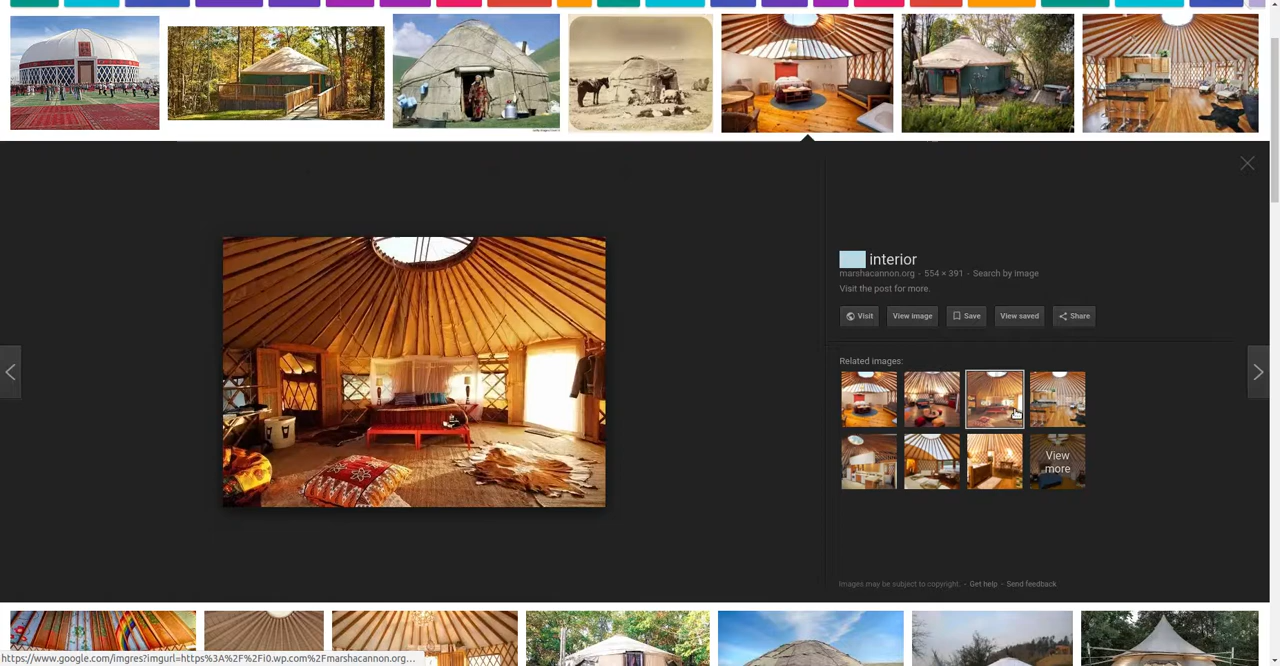 interior
marshacannon.org - 554 × 391 - Search by image
Visit the post for more.
Visit
View image
Save
View saved
Share
Related images:
View
more
Images may be subject to copyright. - Get help - Send feedback
https://www.google.com/imgres?imgurl=https%3A%2F%2Fi0.wp.com%2Fmarshacannon.org...